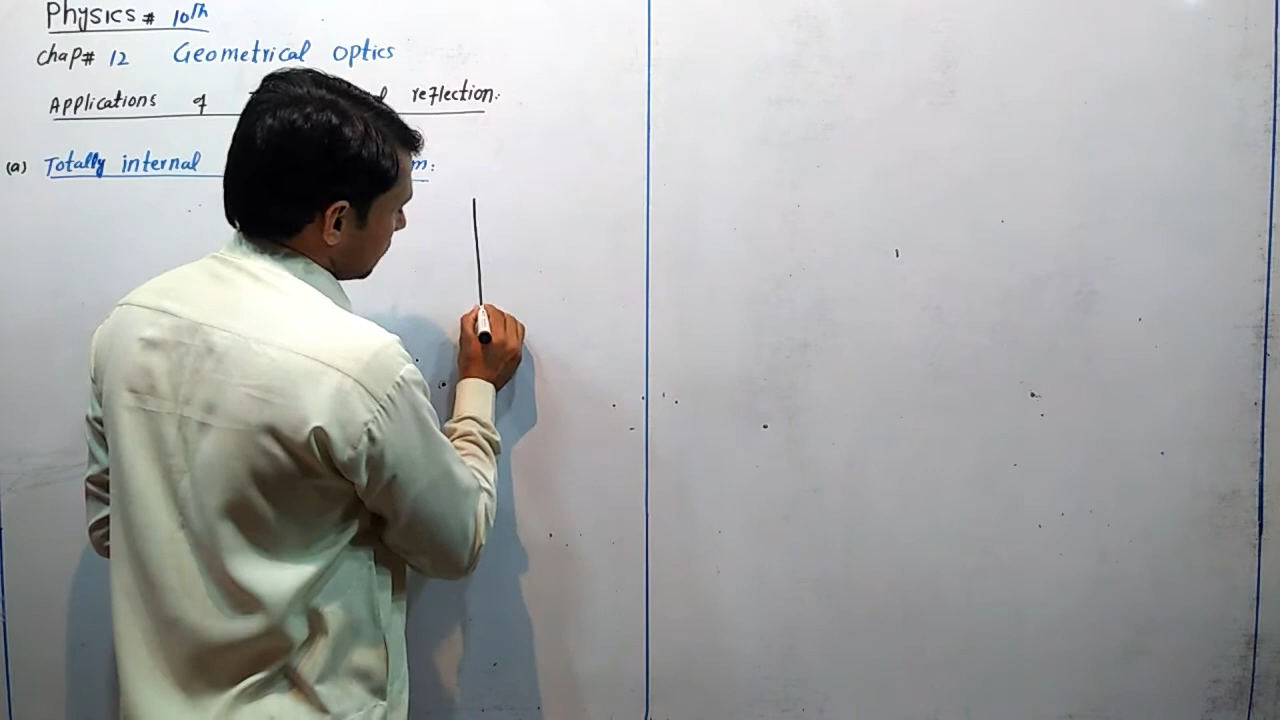 Physics # 10th
Chap # 12 Geometrical optics
Applications of reflection.
(a) Totally internal